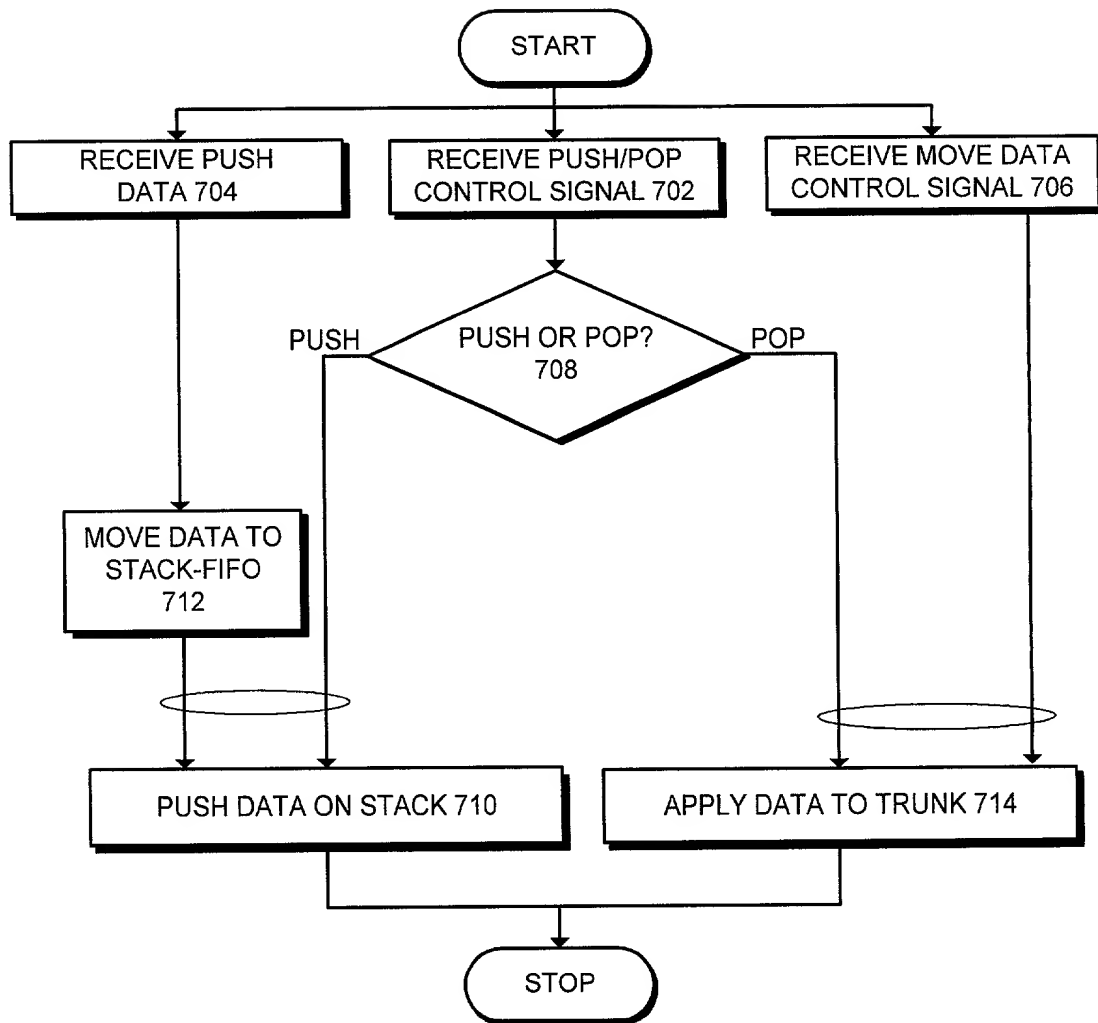 START
RECEIVE PUSH
DATA 704
RECEIVE PUSH/POP
CONTROL SIGNAL 702
RECEIVE MOVE DATA
CONTROL SIGNAL 706
PUSH
PUSH OR POP?
708
POP
MOVE DATA TO
STACK-FIFO
712
PUSH DATA ON STACK 710
APPLY DATA TO TRUNK 714
STOP